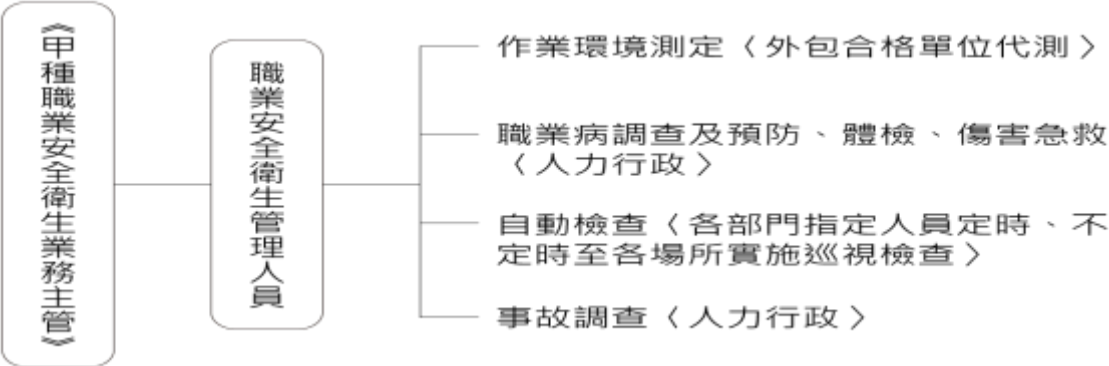 《甲種職業安全衛生業務主管》
職業安全衛生管理人員
作業環境測定〈外包合格單位代測〉
職業病調查及預防、體檢、傷害急救
〈人力行政〉
自動檢查〈各部門指定人員定時、不
定時至各場所實施巡視檢查〉
事故調查〈人力行政〉